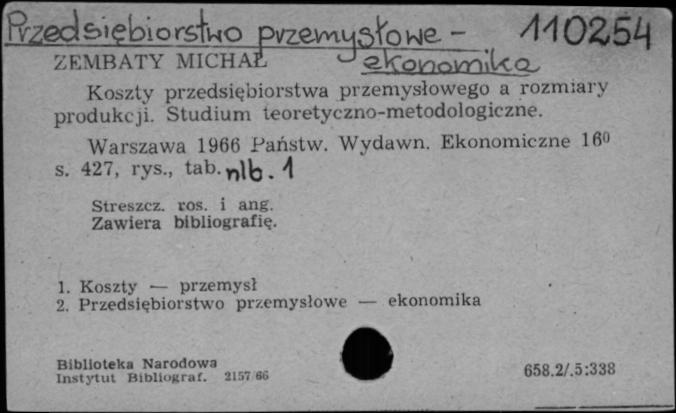 Przedsiębiorstwo przemysłowe - 110254
ekonomika
ZEMBATY MICHAŁ
Koszty przedsiębiorstwa przemysłowego a rozmiary
produkcji. Studium teoretyczno-metodologiczne.
Warszawa 1966 Państw. Wydawn. Ekonomiczne 16⁰
s. 427, rys., tab. nlb. 1
Streszcz. ros. i ang.
Zawiera bibliografię.
1. Koszty — przemysł
2. Przedsiębiorstwo przemysłowe — ekonomika
Biblioteka Narodowa
Instytut Bibliograf. 2157/66
658.2/.5:338